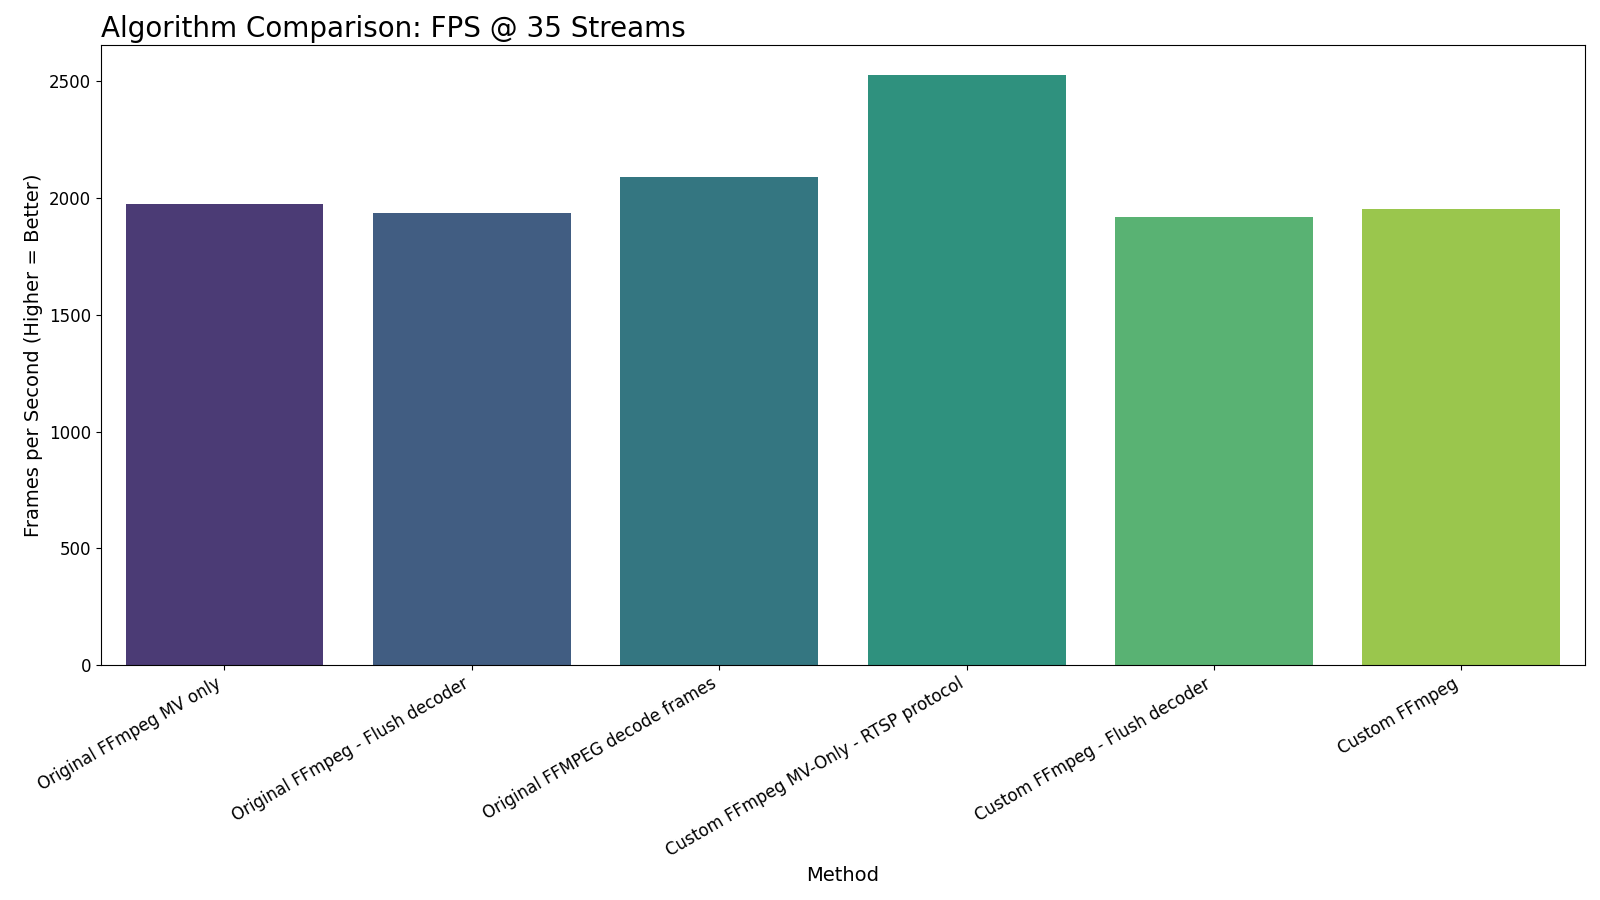 Algorithm Comparison: FPS @ 35 Streams
Frames per Second (Higher = Better)
2500
2000
1500
1000
500
0
Original FFmpeg MV only
Original FFmpeg - Flush decoder
Original FFMPEG decode frames
Custom FFmpeg MV-Only - RTSP protocol
Custom FFmpeg - Flush decoder
Custom FFmpeg
Method